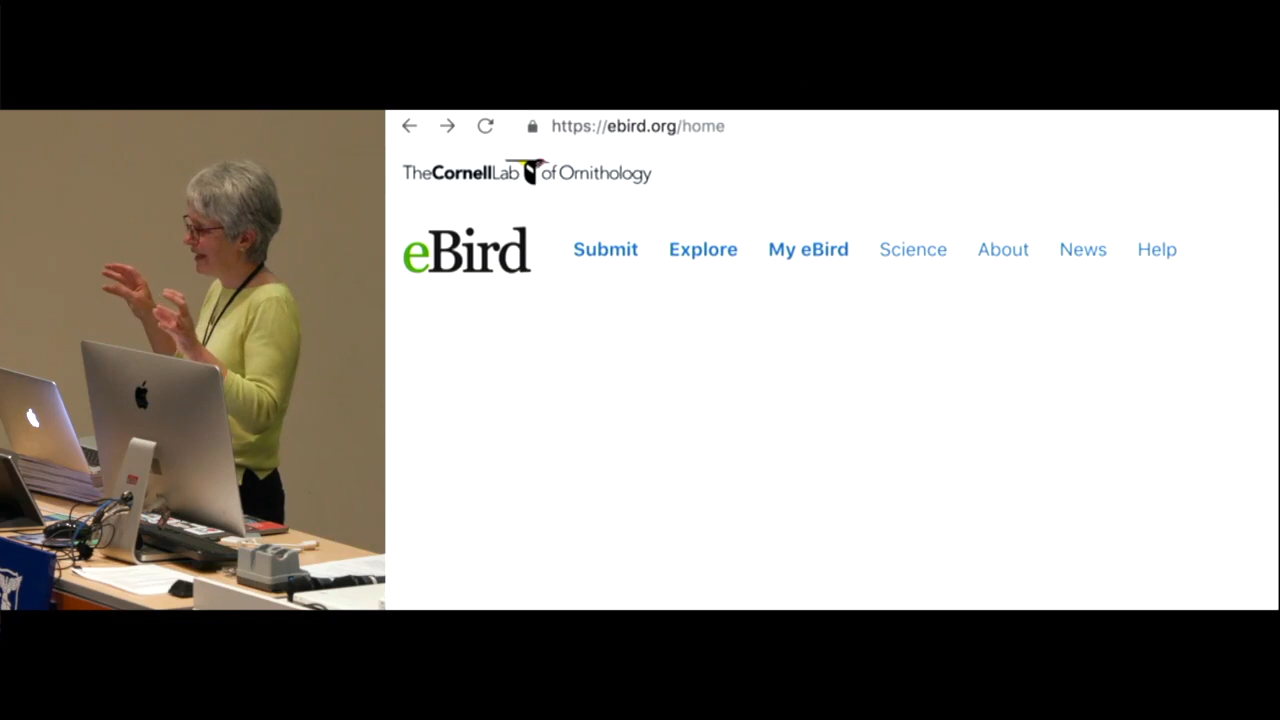 https://ebird.org/home
TheCornellLab of Ornithology
eBird
Submit Explore My eBird Science About News Help